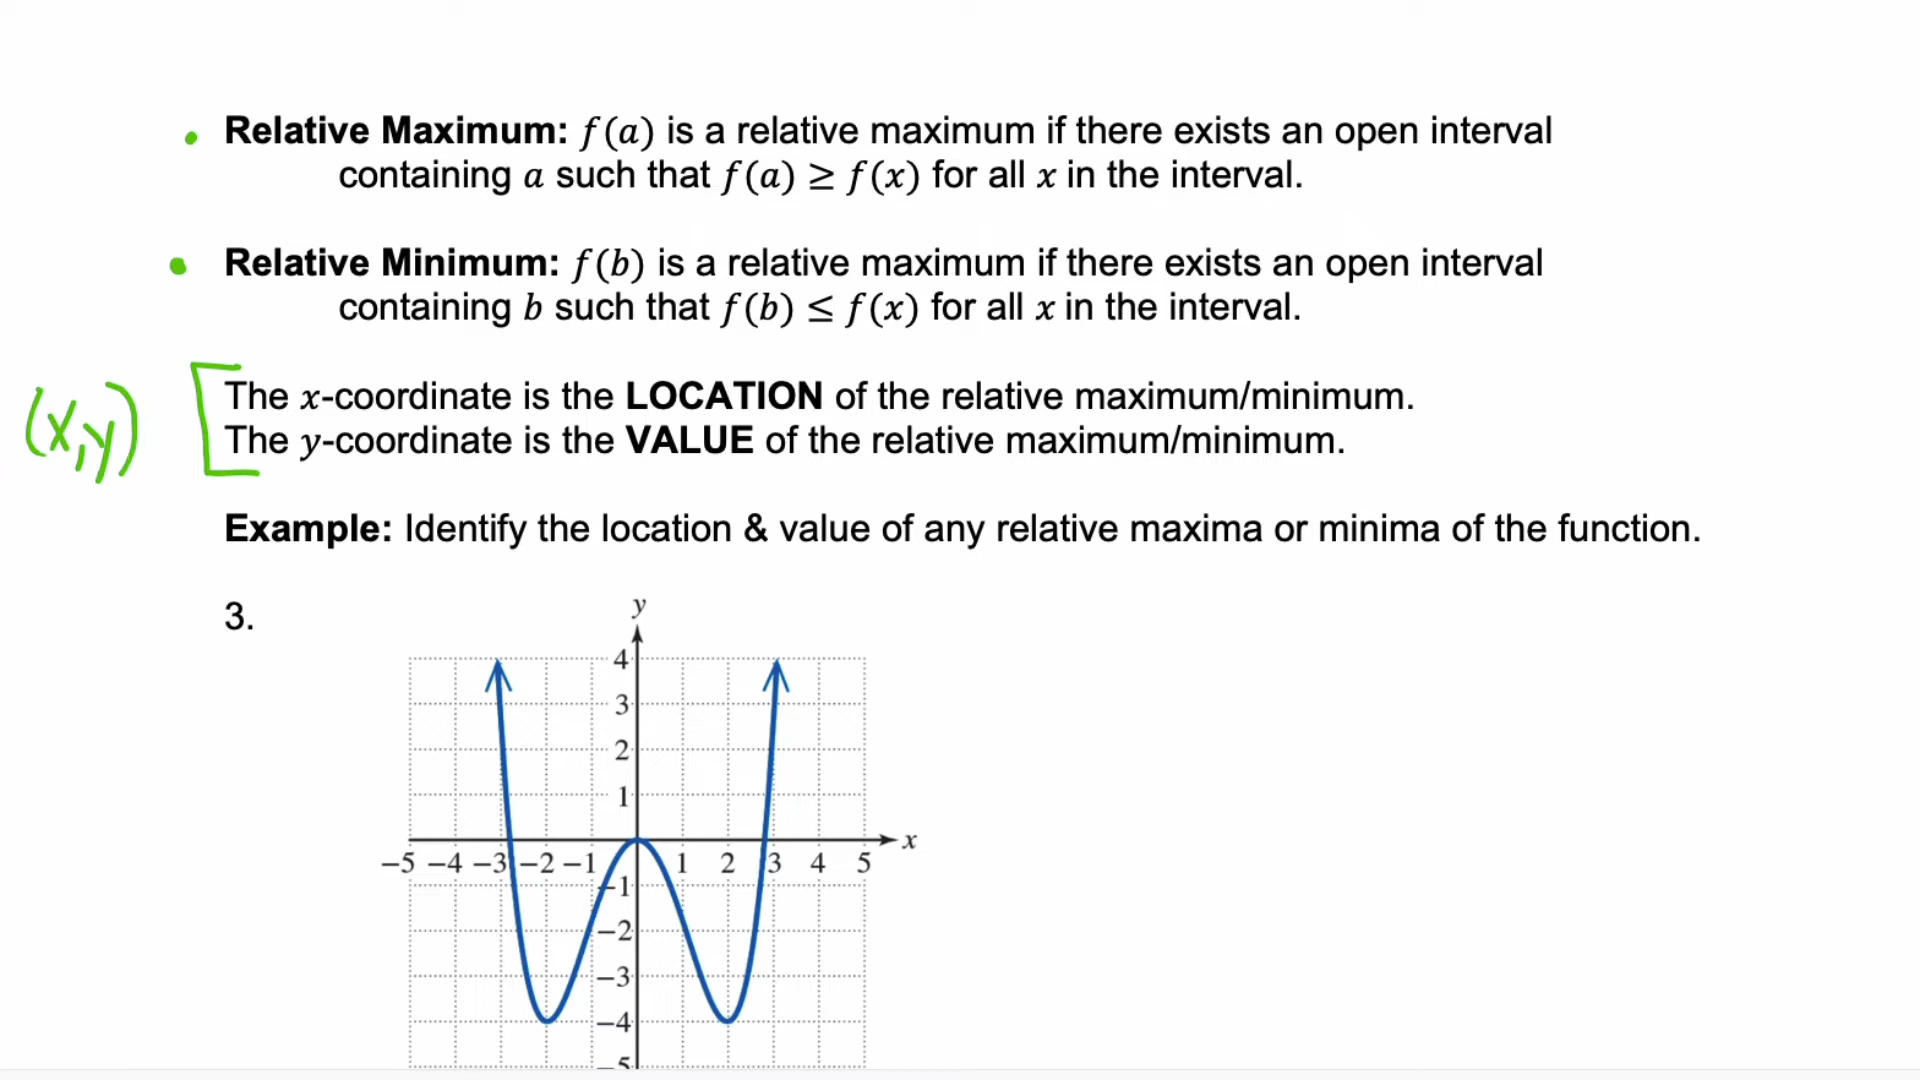 • Relative Maximum: f(a) is a relative maximum if there exists an open interval
containing a such that f(a) ≥ f(x) for all x in the interval.
• Relative Minimum: f(b) is a relative maximum if there exists an open interval
containing b such that f(b) ≤ f(x) for all x in the interval.
(x,y)
The x-coordinate is the LOCATION of the relative maximum/minimum.
The y-coordinate is the VALUE of the relative maximum/minimum.
Example: Identify the location & value of any relative maxima or minima of the function.
3.
y
4
3
2
1
x
−5 −4 −3 −2 −1 1 2 3 4 5
−1
−2
−3
−4
−5